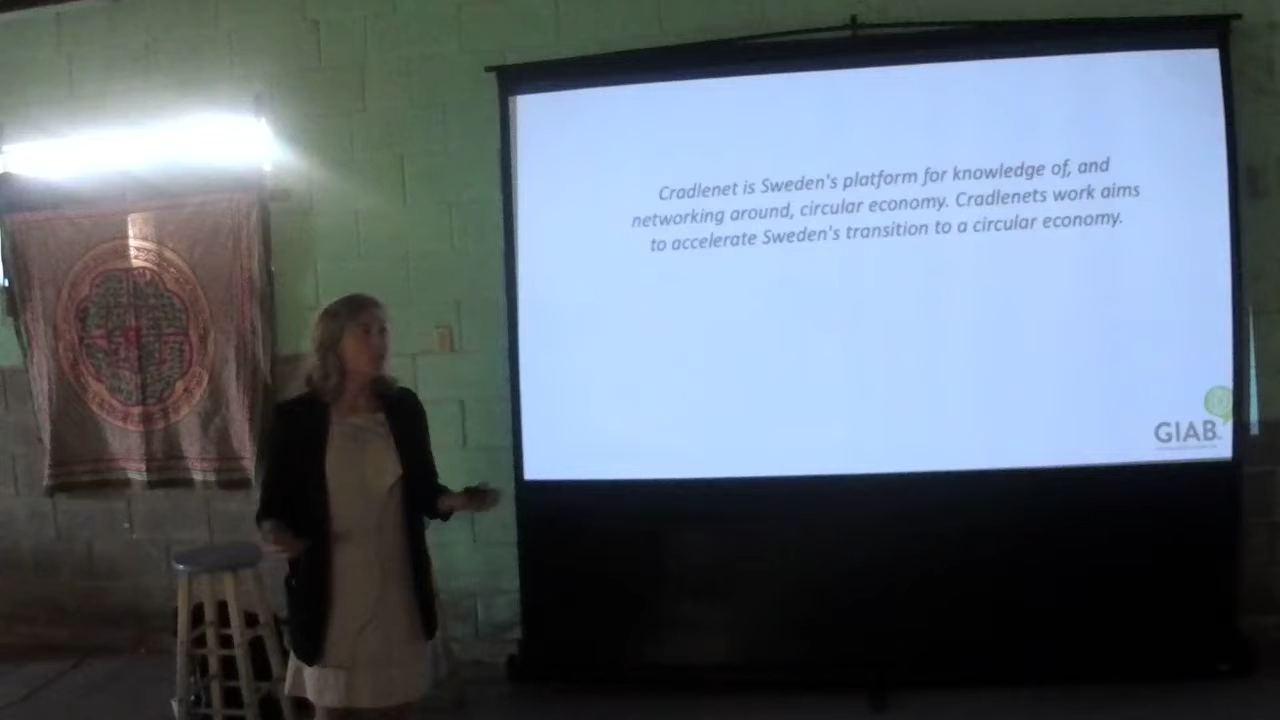 Cradlenet is Sweden's platform for knowledge of, and
networking around, circular economy. Cradlenets work aims
to accelerate Sweden's transition to a circular economy.
GIAB